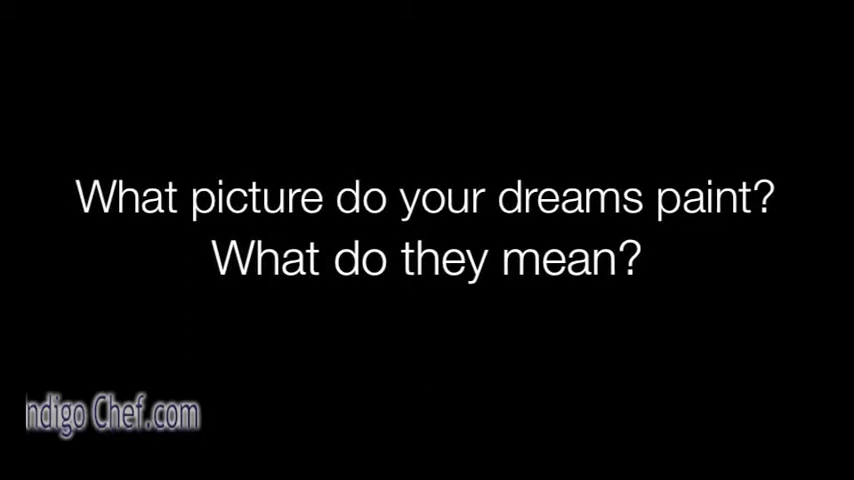 What picture do your dreams paint?
What do they mean?
ndigo Chef.com